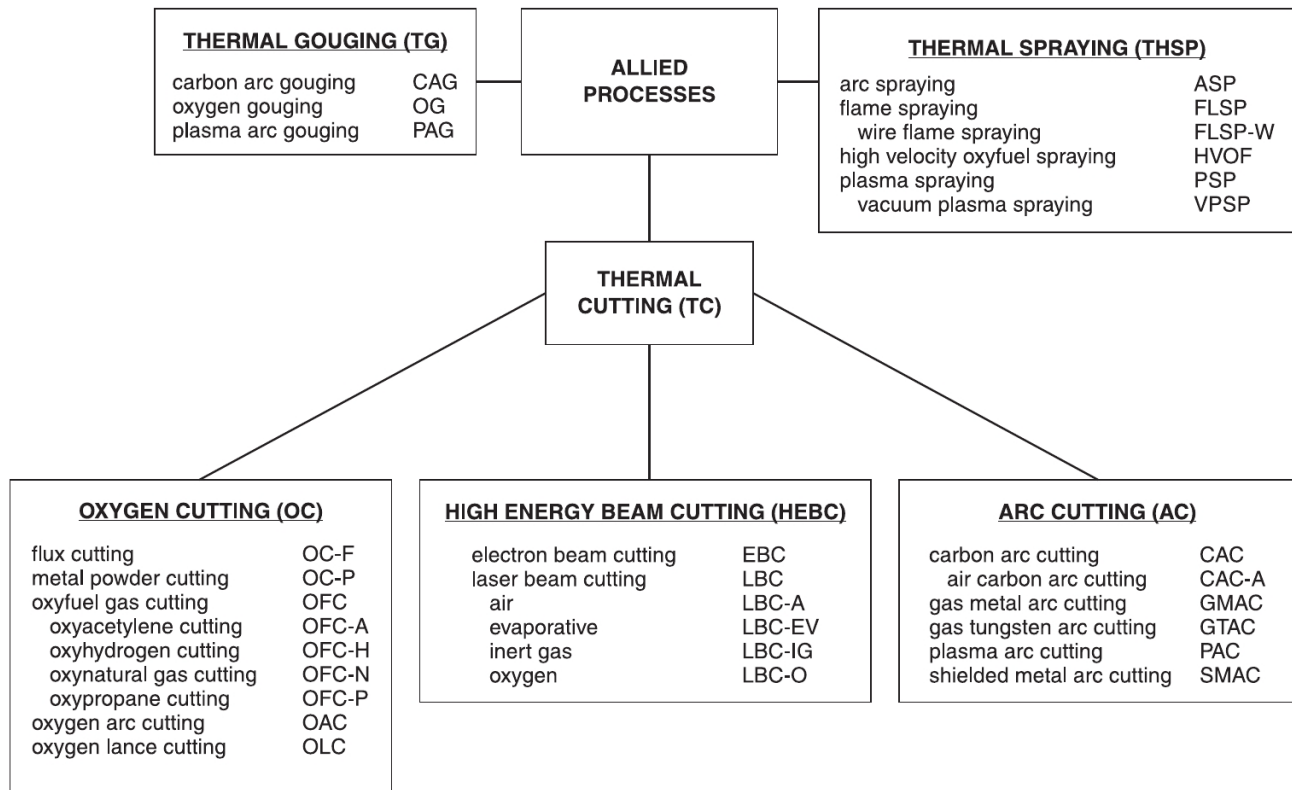 THERMAL GOUGING (TG)
carbon arc gouging CAG
oxygen gouging OG
plasma arc gouging PAG
ALLIED
PROCESSES
THERMAL SPRAYING (THSP)
arc spraying ASP
flame spraying FLSP
wire flame spraying FLSP-W
high velocity oxyfuel spraying HVOF
plasma spraying PSP
vacuum plasma spraying VPSP
THERMAL
CUTTING (TC)
OXYGEN CUTTING (OC)
flux cutting OC-F
metal powder cutting OC-P
oxyfuel gas cutting OFC
oxyacetylene cutting OFC-A
oxyhydrogen cutting OFC-H
oxynatural gas cutting OFC-N
oxypropane cutting OFC-P
oxygen arc cutting OAC
oxygen lance cutting OLC
HIGH ENERGY BEAM CUTTING (HEBC)
electron beam cutting EBC
laser beam cutting LBC
air LBC-A
evaporative LBC-EV
inert gas LBC-IG
oxygen LBC-O
ARC CUTTING (AC)
carbon arc cutting CAC
air carbon arc cutting CAC-A
gas metal arc cutting GMAC
gas tungsten arc cutting GTAC
plasma arc cutting PAC
shielded metal arc cutting SMAC